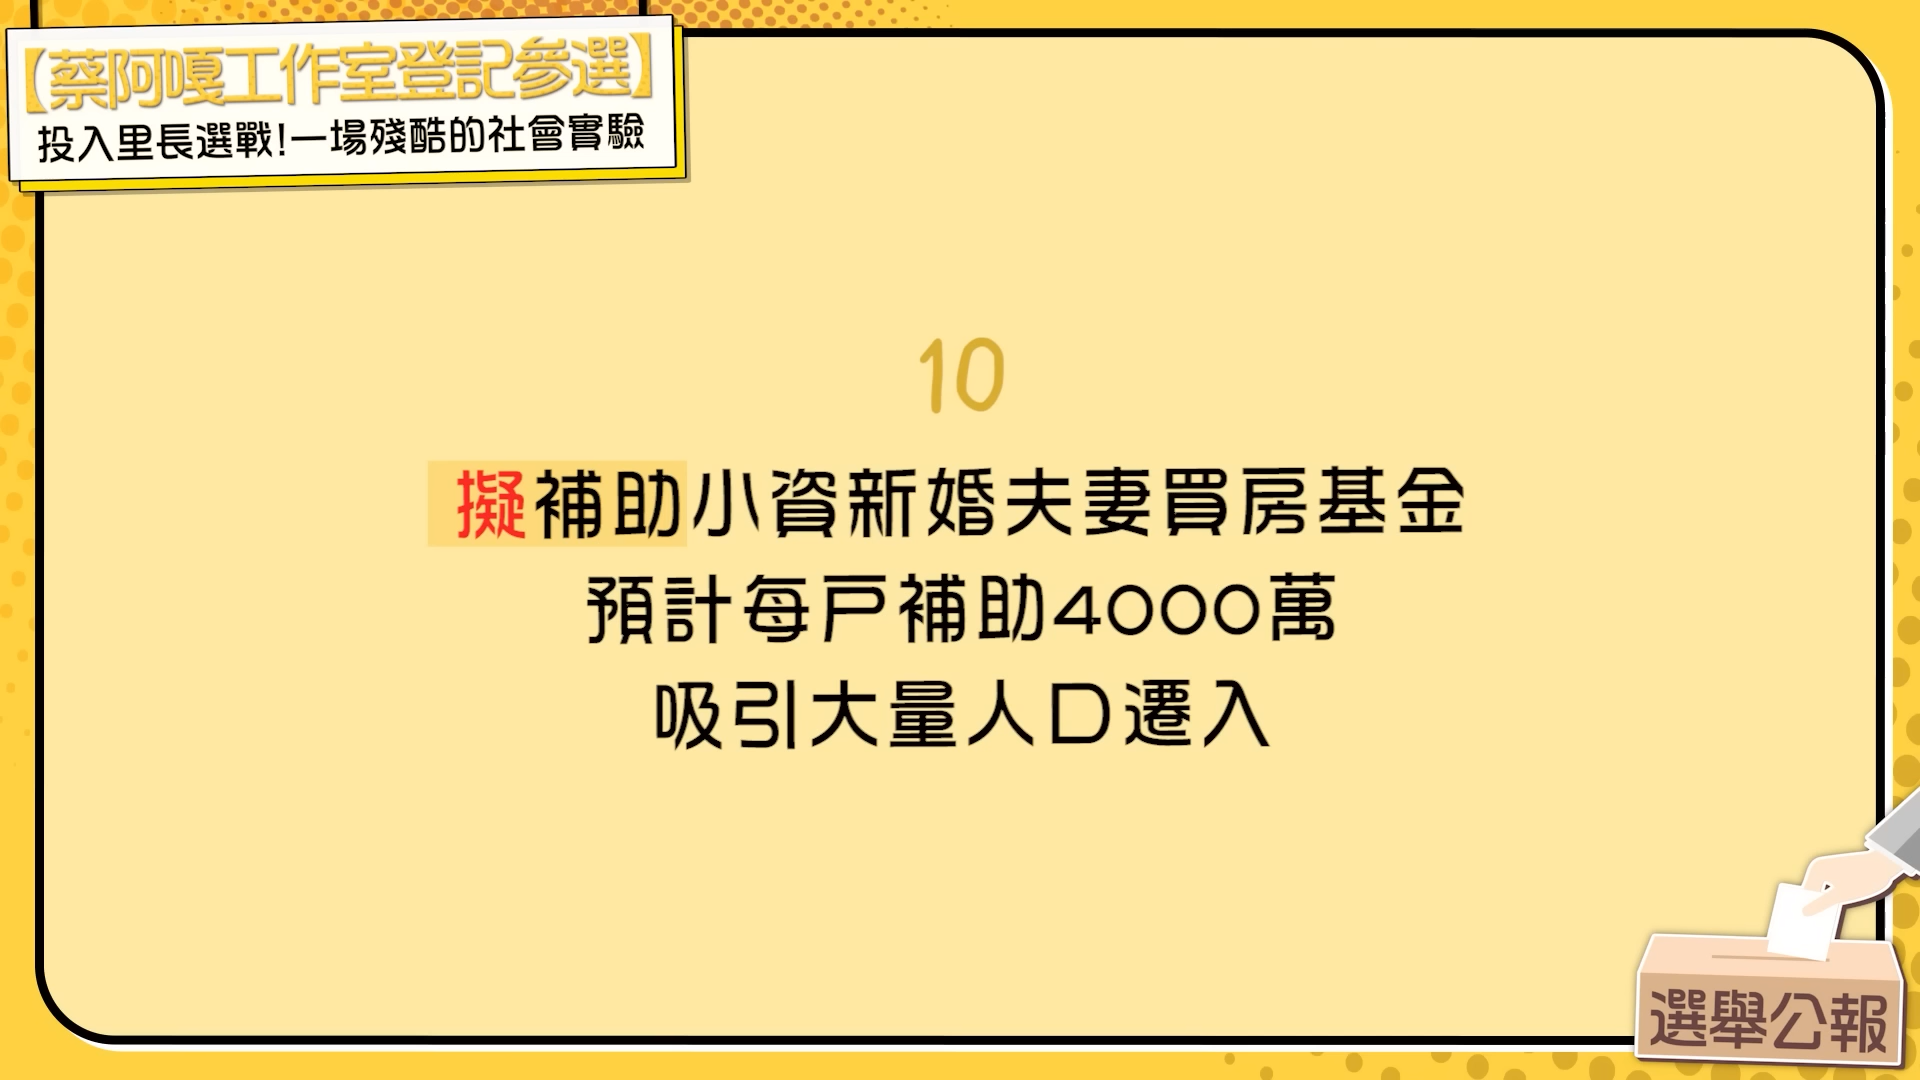 【蔡阿嘎工作室登記參選】
投入里長選戰!一場殘酷的社會實驗
10
擬補助小資新婚夫妻買房基金
預計每戶補助4000萬
吸引大量人口遷入
選舉公報